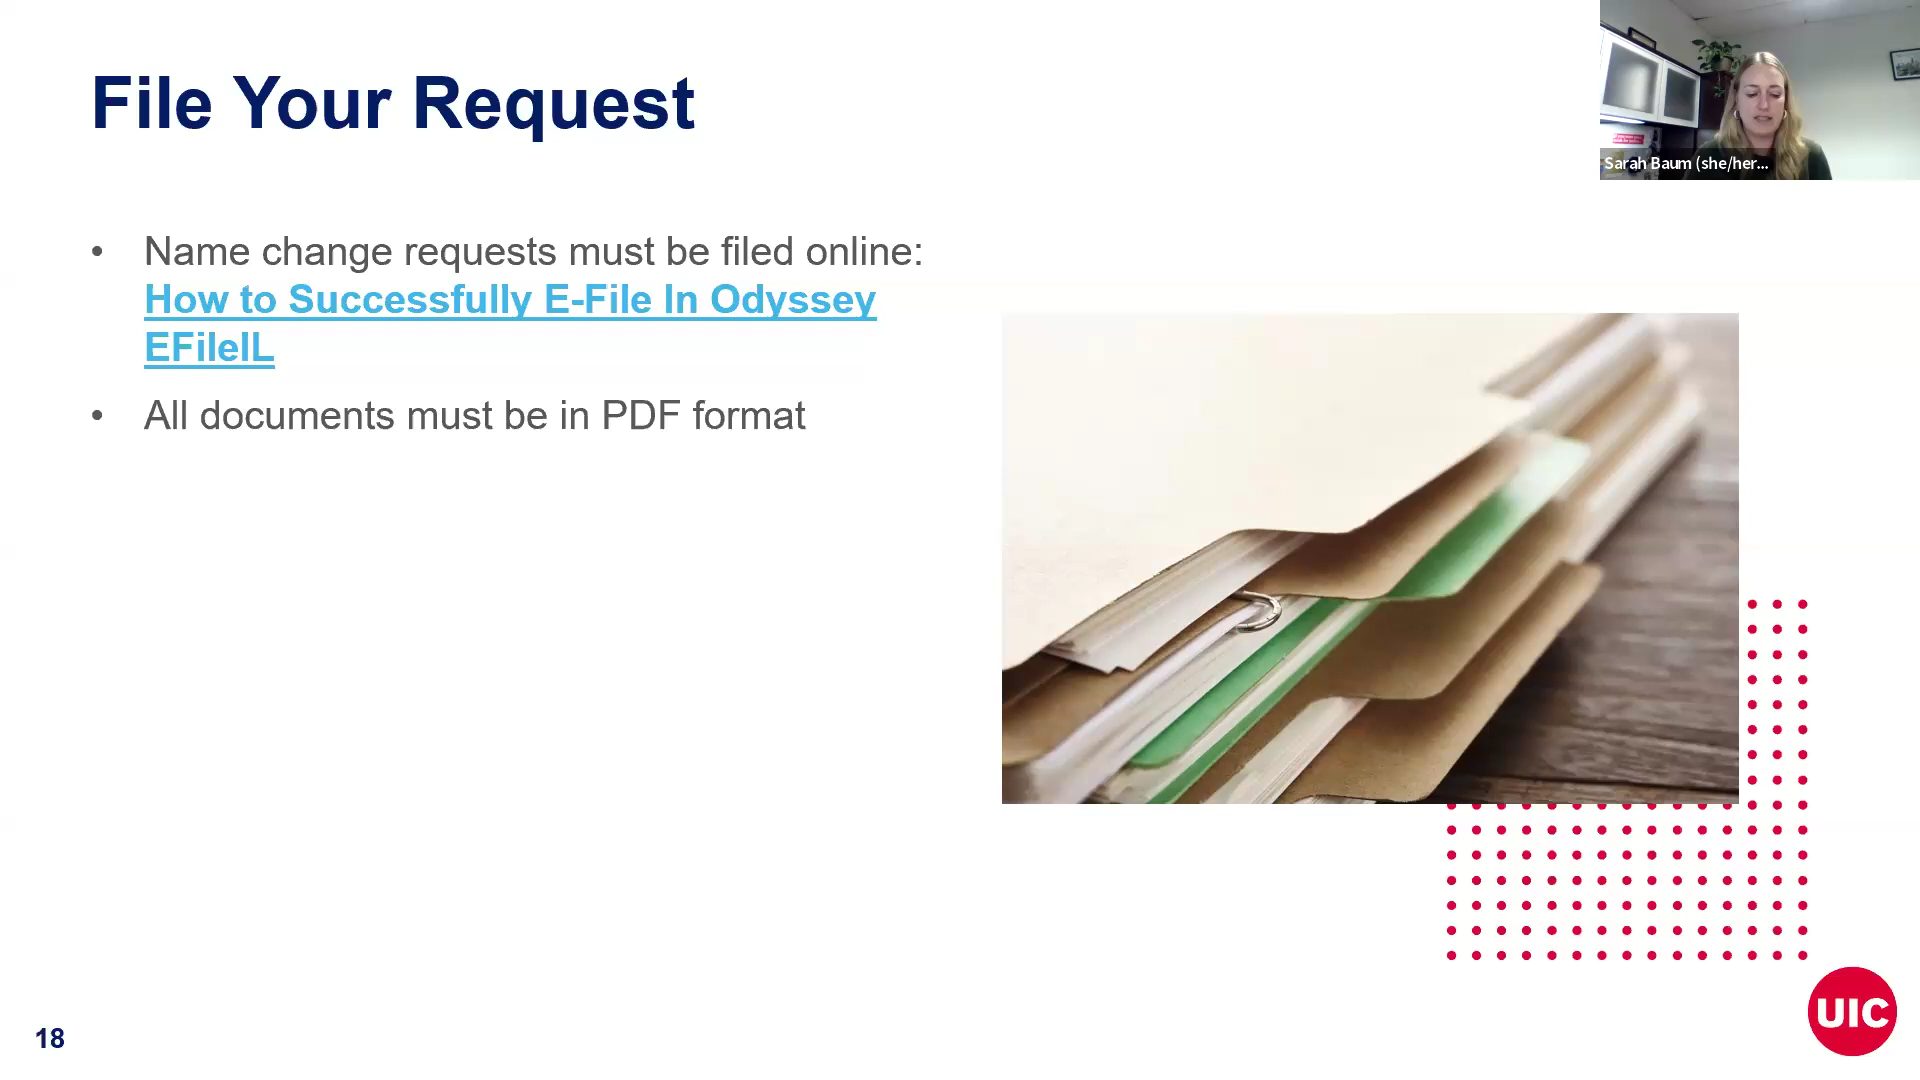 File Your Request
Sarah Baum (she/her...
• Name change requests must be filed online:
How to Successfully E-File In Odyssey
EFileIL
• All documents must be in PDF format
18
UIC